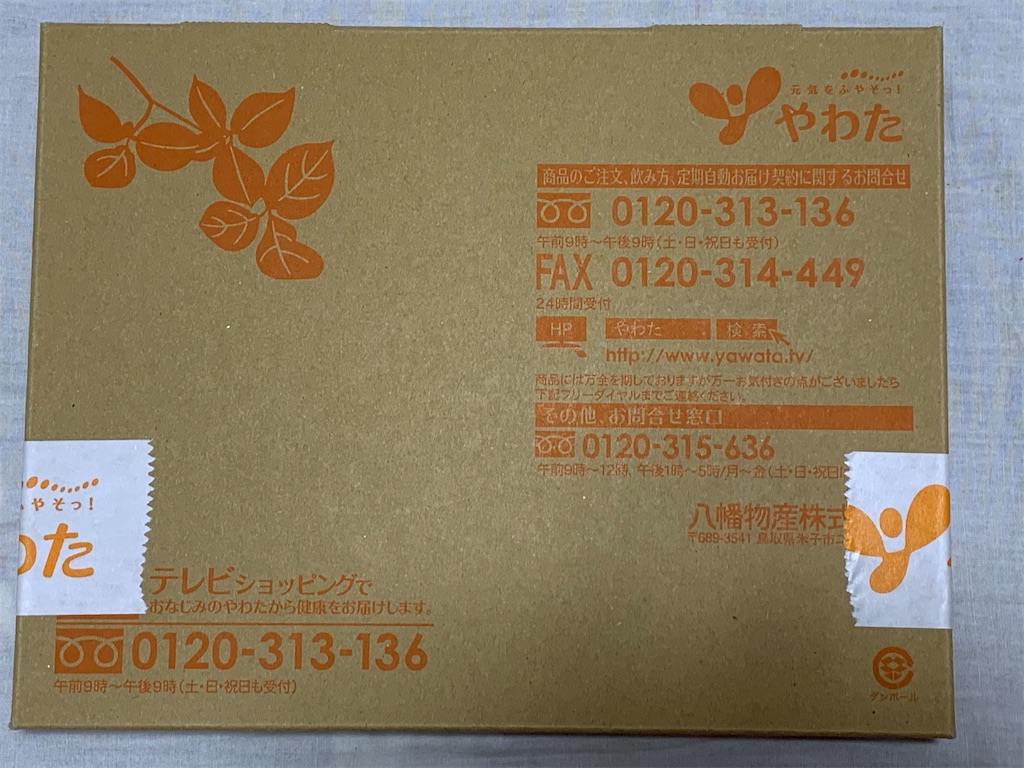 元気をふやそっ!
やわた
商品のご注文、飲み方、定期自動お届け契約に関するお問合せ
0120-313-136
午前9時〜午後9時(土・日・祝日も受付)
FAX 0120-314-449
24時間受付
HP やわた 検索
http://www.yawata.tv/
商品には万全を期しておりますが万一お気付きの点がございましたら
下記フリーダイヤルまでご連絡ください。
その他、お問合せ窓口
0120-315-636
午前9時〜12時、午後1時〜5時/月〜金(土・日・祝日
八幡物産株式
〒689-3541 鳥取県米子市二
やそっ!
わた
テレビショッピングで
おなじみのやわたから健康をお届けします。
0120-313-136
午前9時〜午後9時(土・日・祝日も受付)
ダンボール